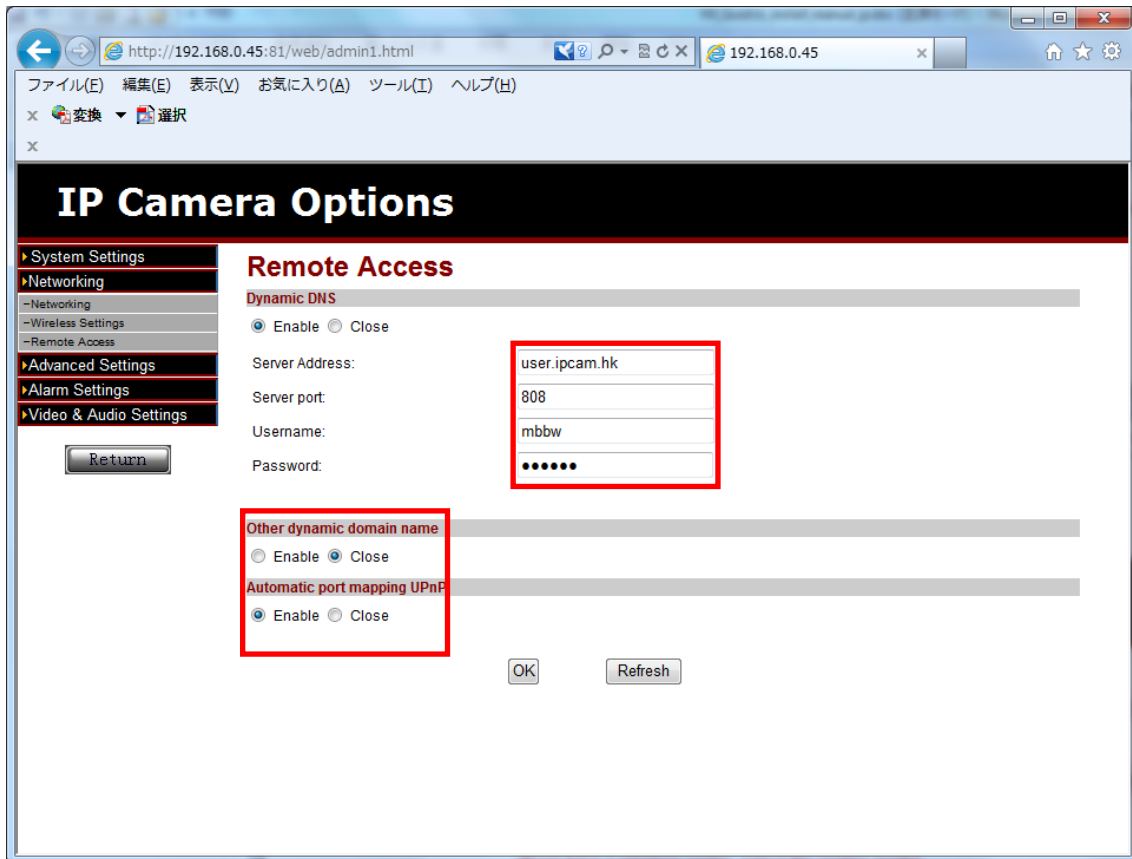 http://192.168.0.45:81/web/admin1.html
192.168.0.45
ファイル(F) 編集(E) 表示(V) お気に入り(A) ツール(T) ヘルプ(H)
x 変換 ▼ 選択
x
IP Camera Options
System Settings
Networking
-Networking
-Wireless Settings
-Remote Access
Advanced Settings
Alarm Settings
Video & Audio Settings
Return
Remote Access
Dynamic DNS
Enable Close
Server Address: user.ipcam.hk
Server port: 808
Username: mbbw
Password: ●●●●●●
Other dynamic domain name
Enable Close
Automatic port mapping UPnP
Enable Close
OK Refresh